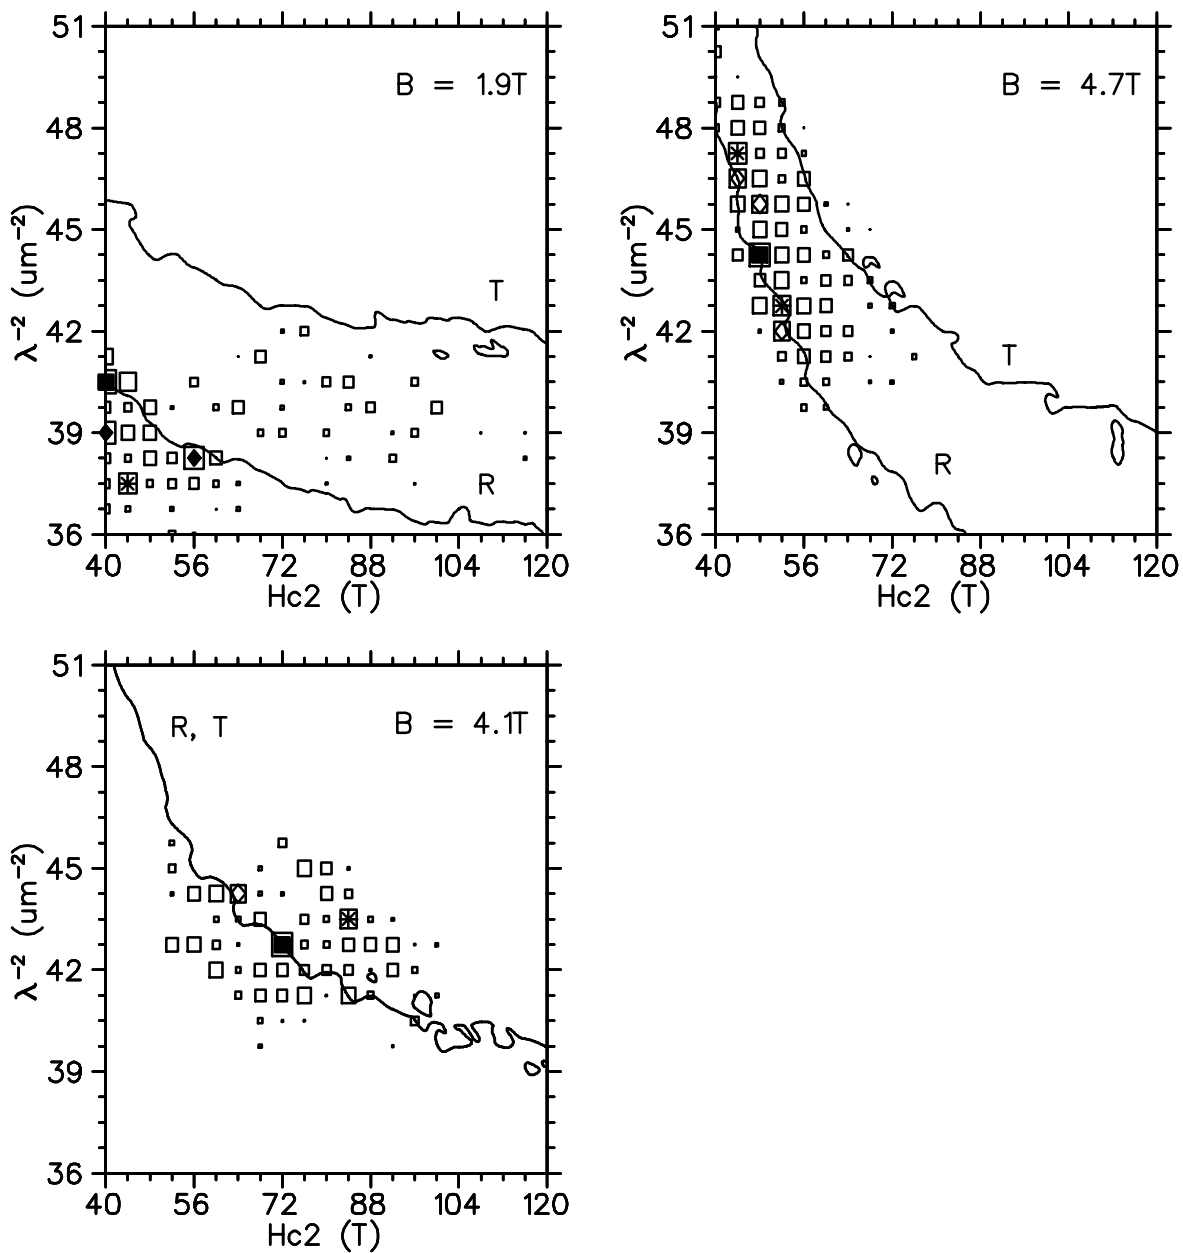 51
48
45
42
39
36
λ⁻² (um⁻²)
B = 1.9T
T
R
40 56 72 88 104 120
Hc2 (T)
51
48
45
42
39
36
λ⁻² (um⁻²)
B = 4.7T
T
R
40 56 72 88 104 120
Hc2 (T)
51
48
45
42
39
36
λ⁻² (um⁻²)
R, T
B = 4.1T
40 56 72 88 104 120
Hc2 (T)